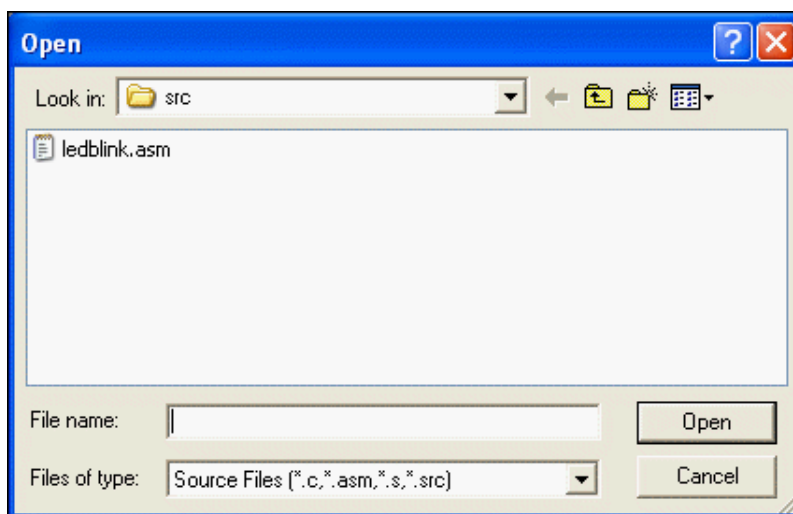 Open
Look in: src
ledblink.asm
File name:
Open
Files of type: Source Files (*.c,*.asm,*.s,*.src)
Cancel